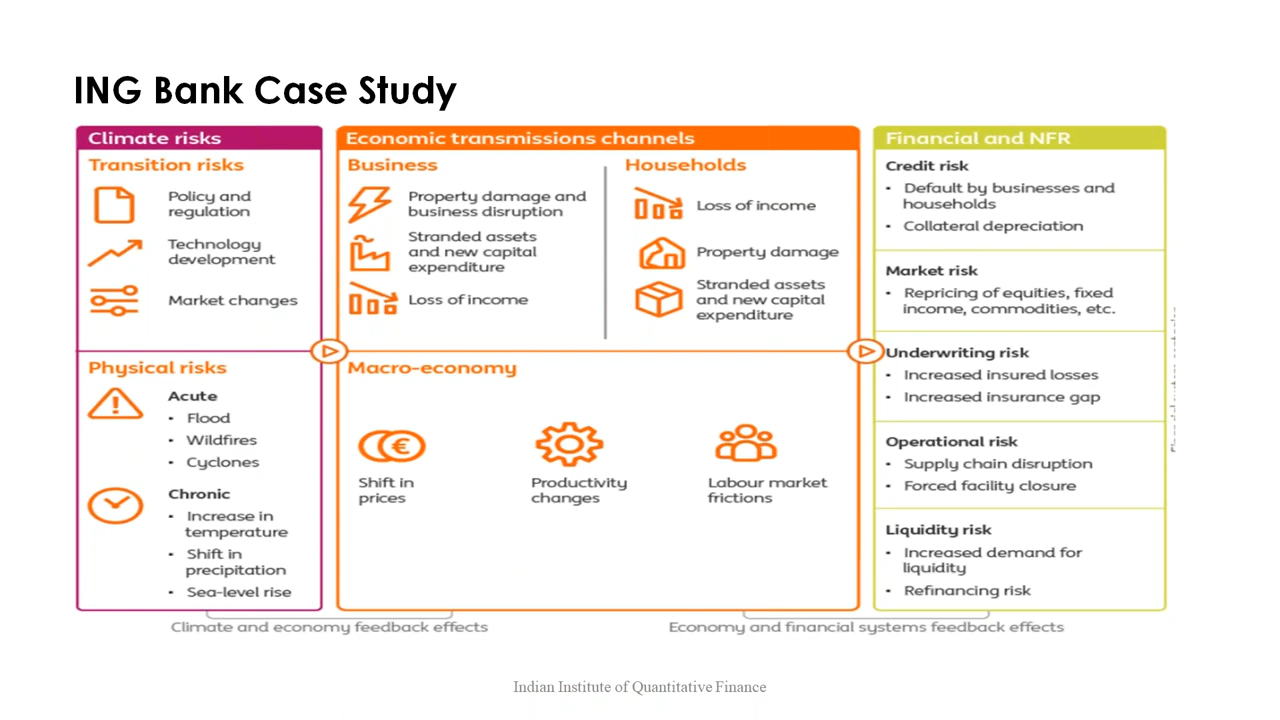 ING Bank Case Study
Climate risks
Transition risks
Policy and
regulation
Technology
development
Market changes
Physical risks
Acute
• Flood
• Wildfires
• Cyclones
Chronic
• Increase in
temperature
• Shift in
precipitation
• Sea-level rise
Economic transmissions channels
Business
Property damage and
business disruption
Stranded assets
and new capital
expenditure
Loss of income
Households
Loss of income
Property damage
Stranded assets
and new capital
expenditure
Macro-economy
€
Shift in
prices
Productivity
changes
Labour market
frictions
Financial and NFR
Credit risk
• Default by businesses and
households
• Collateral depreciation
Market risk
• Repricing of equities, fixed
income, commodities, etc.
Underwriting risk
• Increased insured losses
• Increased insurance gap
Operational risk
• Supply chain disruption
• Forced facility closure
Liquidity risk
• Increased demand for
liquidity
• Refinancing risk
Climate and economy feedback effects
Economy and financial systems feedback effects
Indian Institute of Quantitative Finance